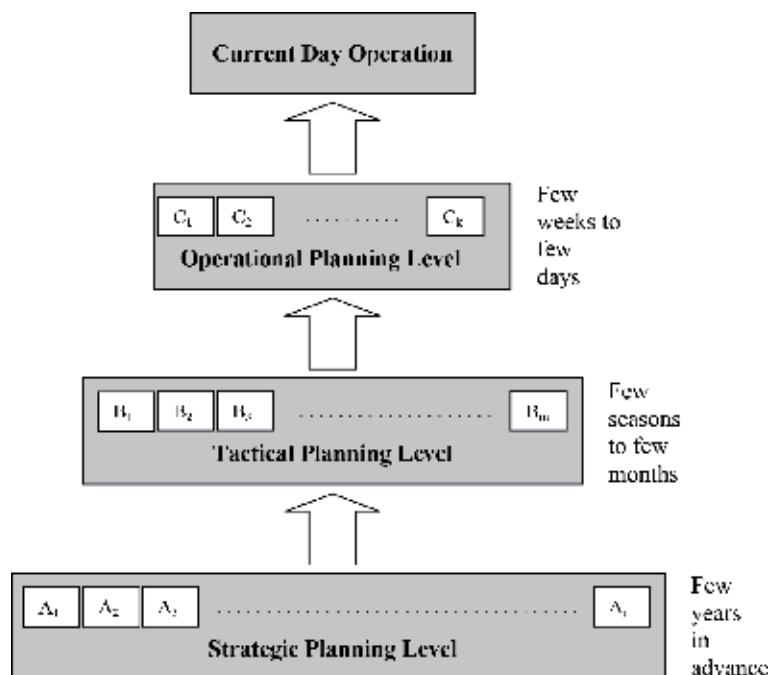 Current Day Operation
C₁ C₂ .......... Cₖ
Operational Planning Level
Few
weeks to
few
days
B₁ B₂ B₃ ...................... Bₘ
Tactical Planning Level
Few
seasons
to few
months
A₁ A₂ A₃ ..........................................
Strategic Planning Level
Few
years
in
advance